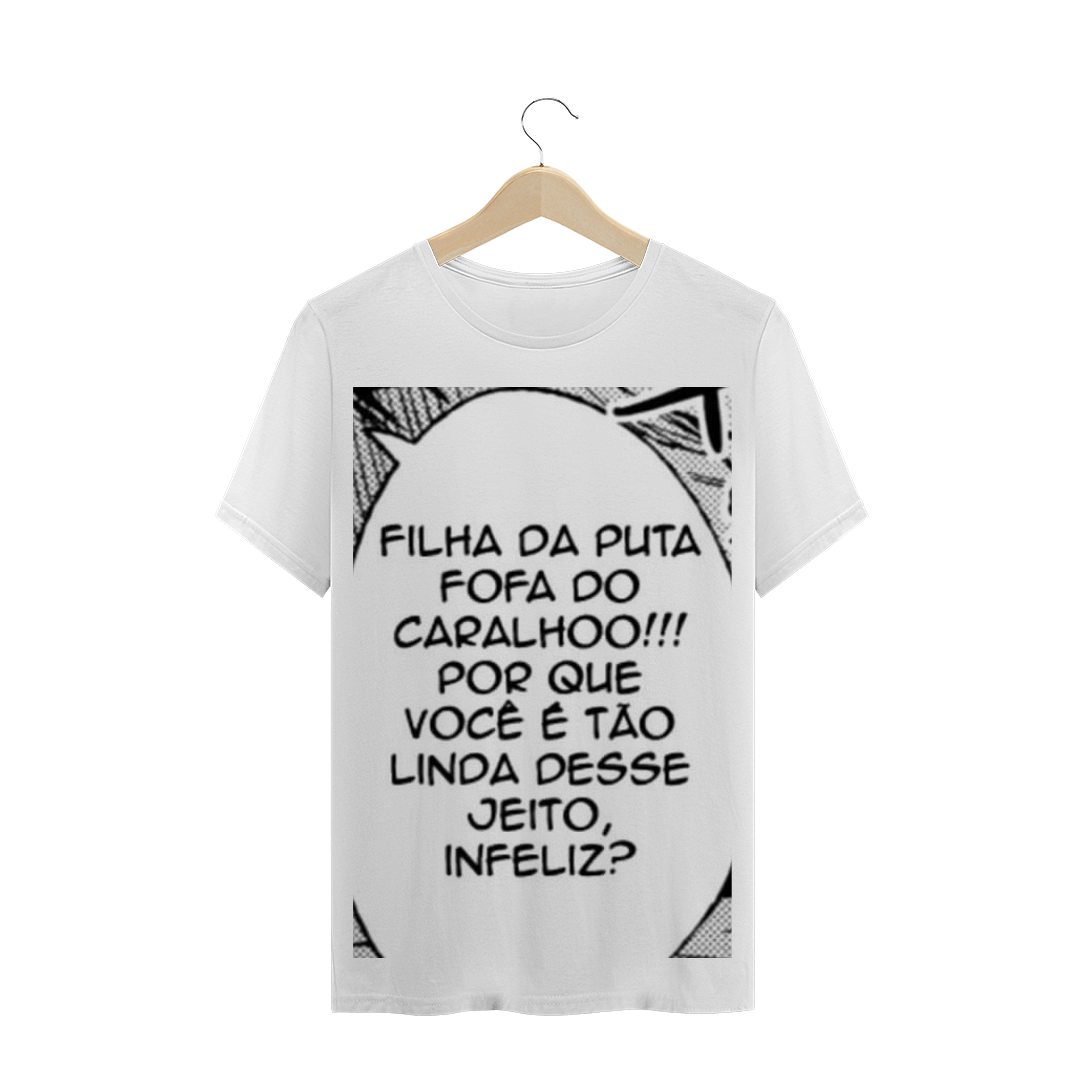 FILHA DA PUTA
FOFA DO
CARALHOO!!!
POR QUE
VOCÊ É TÃO
LINDA DESSE
JEITO,
INFELIZ?